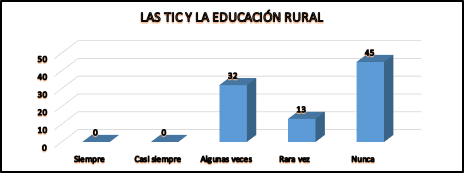 LAS TIC Y LA EDUCACIÓN RURAL
50
40
30
20
10
0
0
0
32
13
45
Siempre
Casi siempre
Algunas veces
Rara vez
Nunca